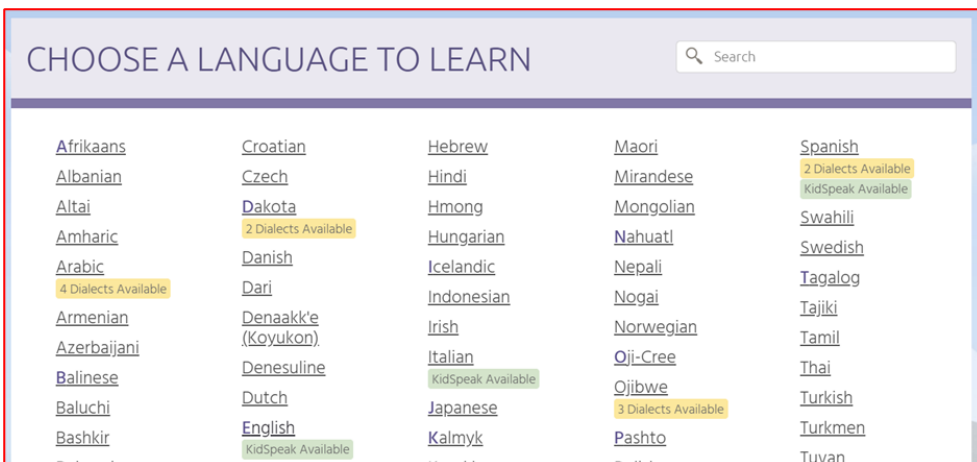 CHOOSE A LANGUAGE TO LEARN
Search
Afrikaans
Albanian
Altai
Amharic
Arabic
4 Dialects Available
Armenian
Azerbaijani
Balinese
Baluchi
Bashkir
Croatian
Czech
Dakota
2 Dialects Available
Danish
Dari
Denaakk'e
(Koyukon)
Denesuline
Dutch
English
KidSpeak Available
Hebrew
Hindi
Hmong
Hungarian
Icelandic
Indonesian
Irish
Italian
KidSpeak Available
Japanese
Kalmyk
Maori
Mirandese
Mongolian
Nahuatl
Nepali
Nogai
Norwegian
Oji-Cree
Ojibwe
3 Dialects Available
Pashto
Spanish
2 Dialects Available
KidSpeak Available
Swahili
Swedish
Tagalog
Tajiki
Tamil
Thai
Turkish
Turkmen
Tuvan